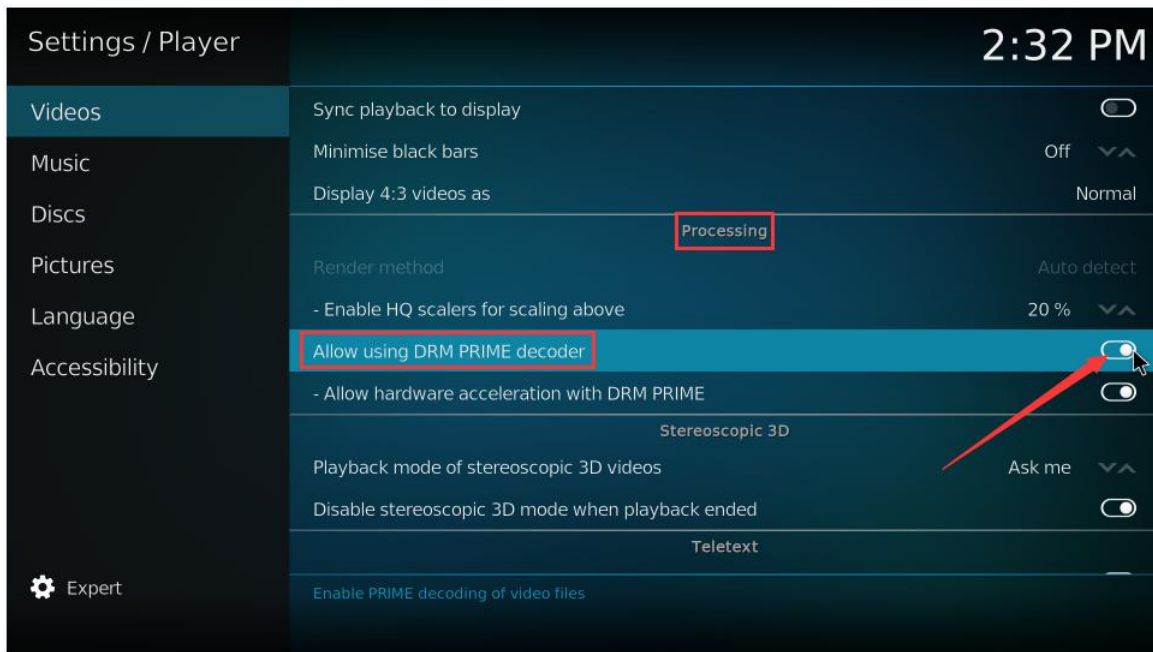 Settings / Player
2:32 PM
Videos
Music
Discs
Pictures
Language
Accessibility
Expert
Sync playback to display
Minimise black bars Off
Display 4:3 videos as Normal
Processing
Render method Auto detect
- Enable HQ scalers for scaling above 20 %
Allow using DRM PRIME decoder
- Allow hardware acceleration with DRM PRIME
Stereoscopic 3D
Playback mode of stereoscopic 3D videos Ask me
Disable stereoscopic 3D mode when playback ended
Teletext
Enable PRIME decoding of video files